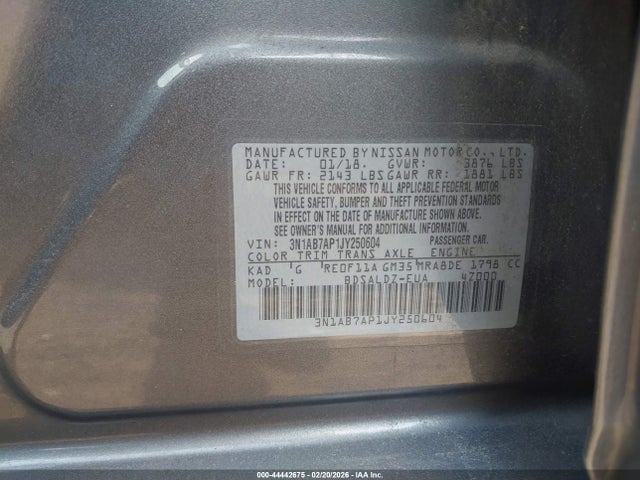 MANUFACTURED BY NISSAN MOTOR CO., LTD.
DATE: 01/18. GVWR: 3876 LBS
GAWR FR: 2143 LBS GAWR RR: 1881 LBS
THIS VEHICLE CONFORMS TO ALL APPLICABLE FEDERAL MOTOR
VEHICLE SAFETY, BUMPER AND THEFT PREVENTION STANDARDS
IN EFFECT ON THE DATE OF MANUFACTURE SHOWN ABOVE.
SEE OWNER'S MANUAL FOR ADDITIONAL INFORMATION.
VIN: 3N1AB7AP1JY250604 PASSENGER CAR.
COLOR TRIM TRANS AXLE ENGINE
KAD 'G 'RE0F11A GM35'MRA8DE 1798 CC
MODEL: BDSALDZ-EUA 47000
3N1AB7AP1JY250604
000-44442675 - 02/20/2026 - IAA Inc.